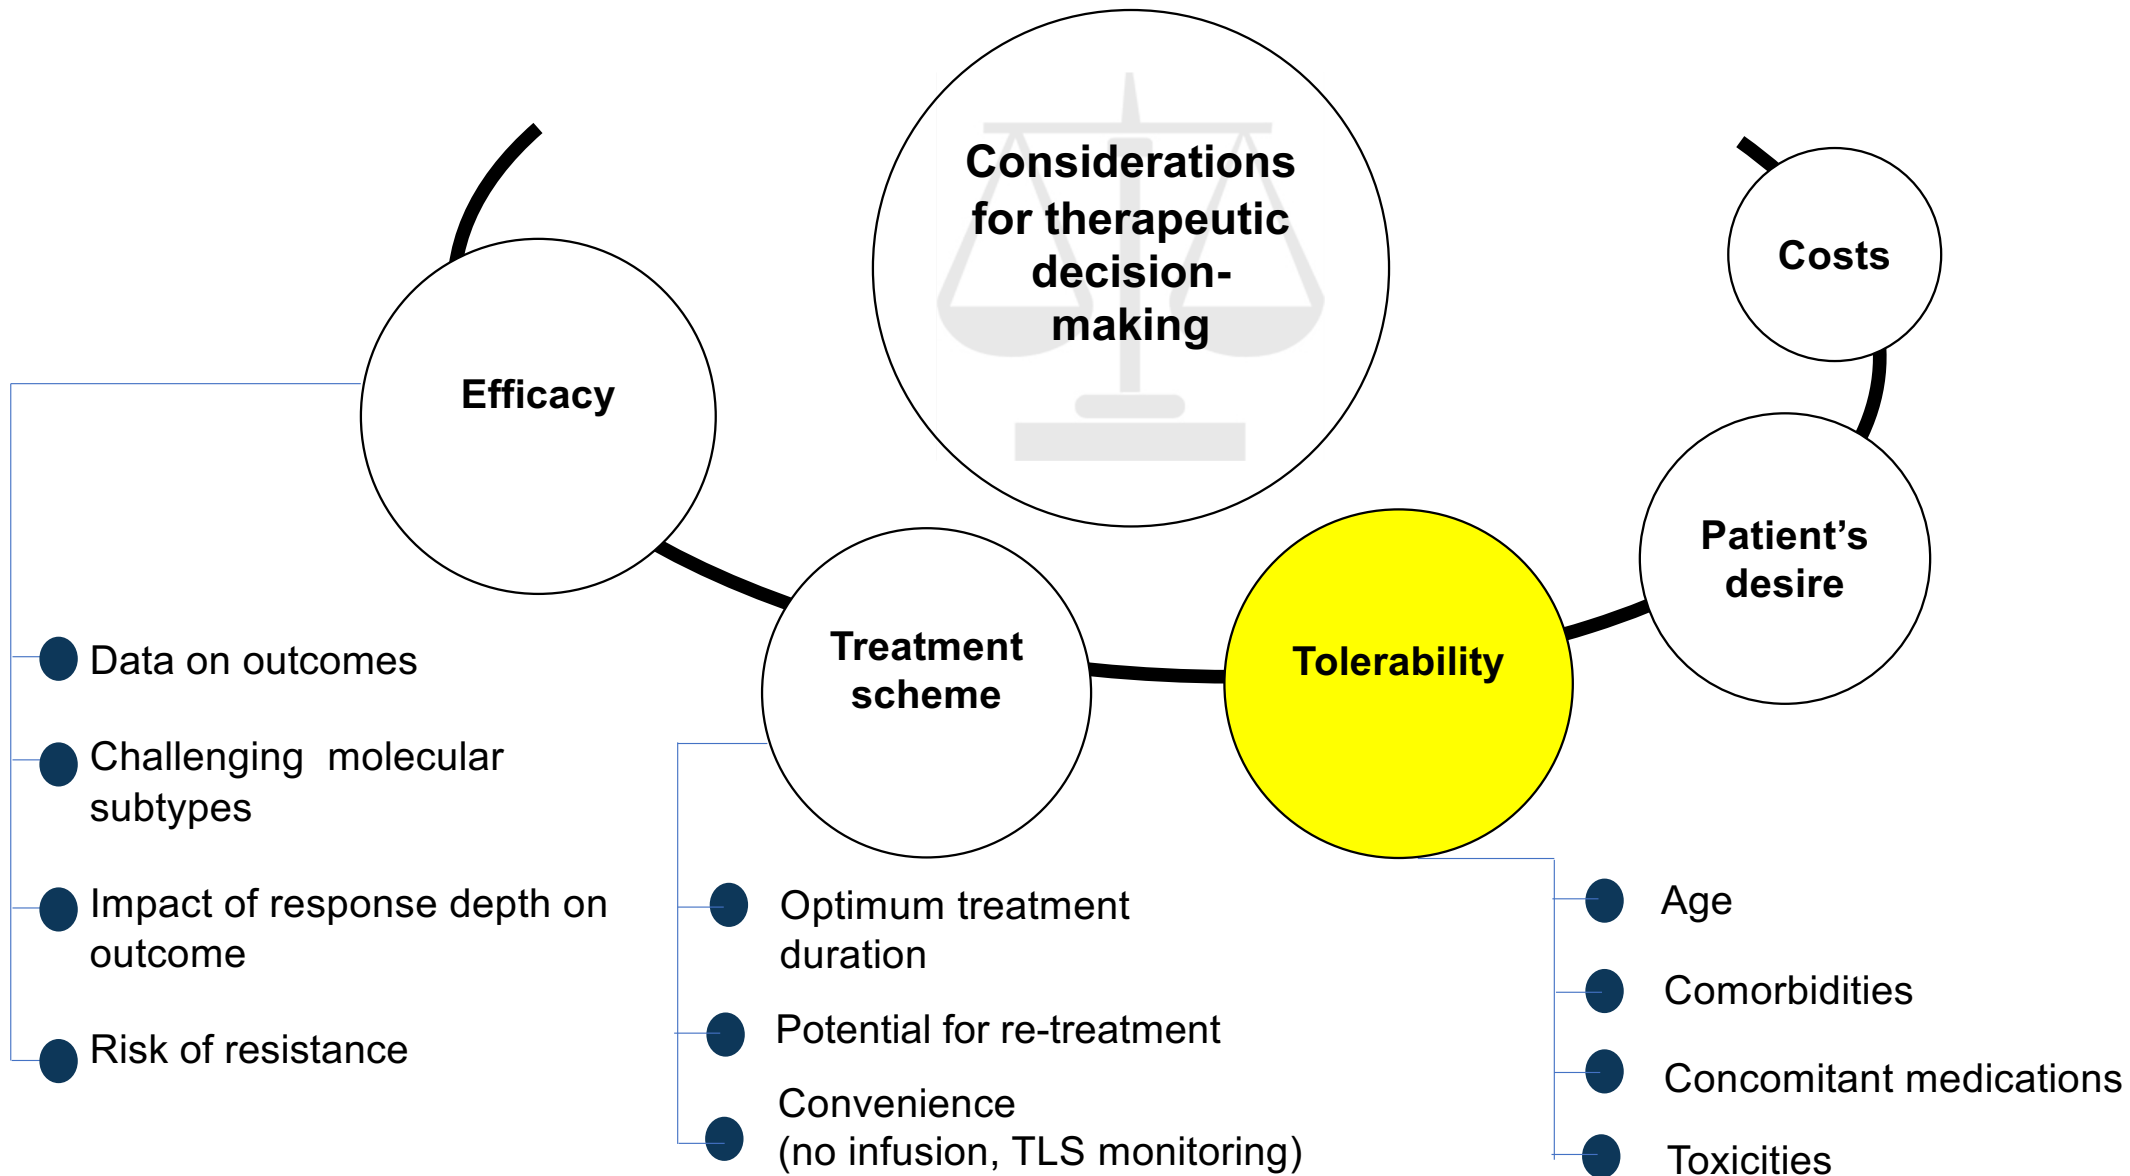 Considerations
for therapeutic
decision-
making
Costs
Efficacy
Patient’s
desire
Treatment
scheme
Tolerability
Data on outcomes
Challenging  molecular
subtypes
Impact of response depth on
outcome
Risk of resistance
Optimum treatment
duration
Potential for re-treatment
Convenience
(no infusion, TLS monitoring)
Age
Comorbidities
Concomitant medications
Toxicities